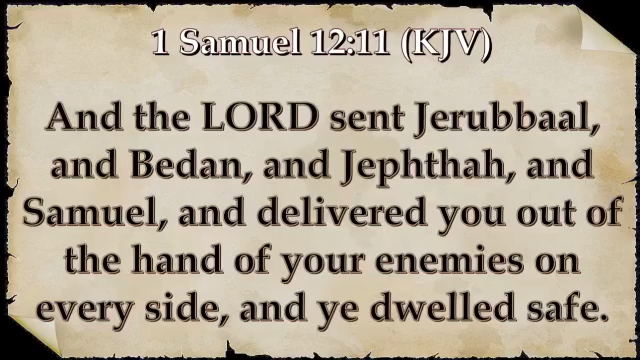 1 Samuel 12:11 (KJV)
And the LORD sent Jerubbaal,
and Bedan, and Jephthah, and
Samuel, and delivered you out of
the hand of your enemies on
every side, and ye dwelled safe.